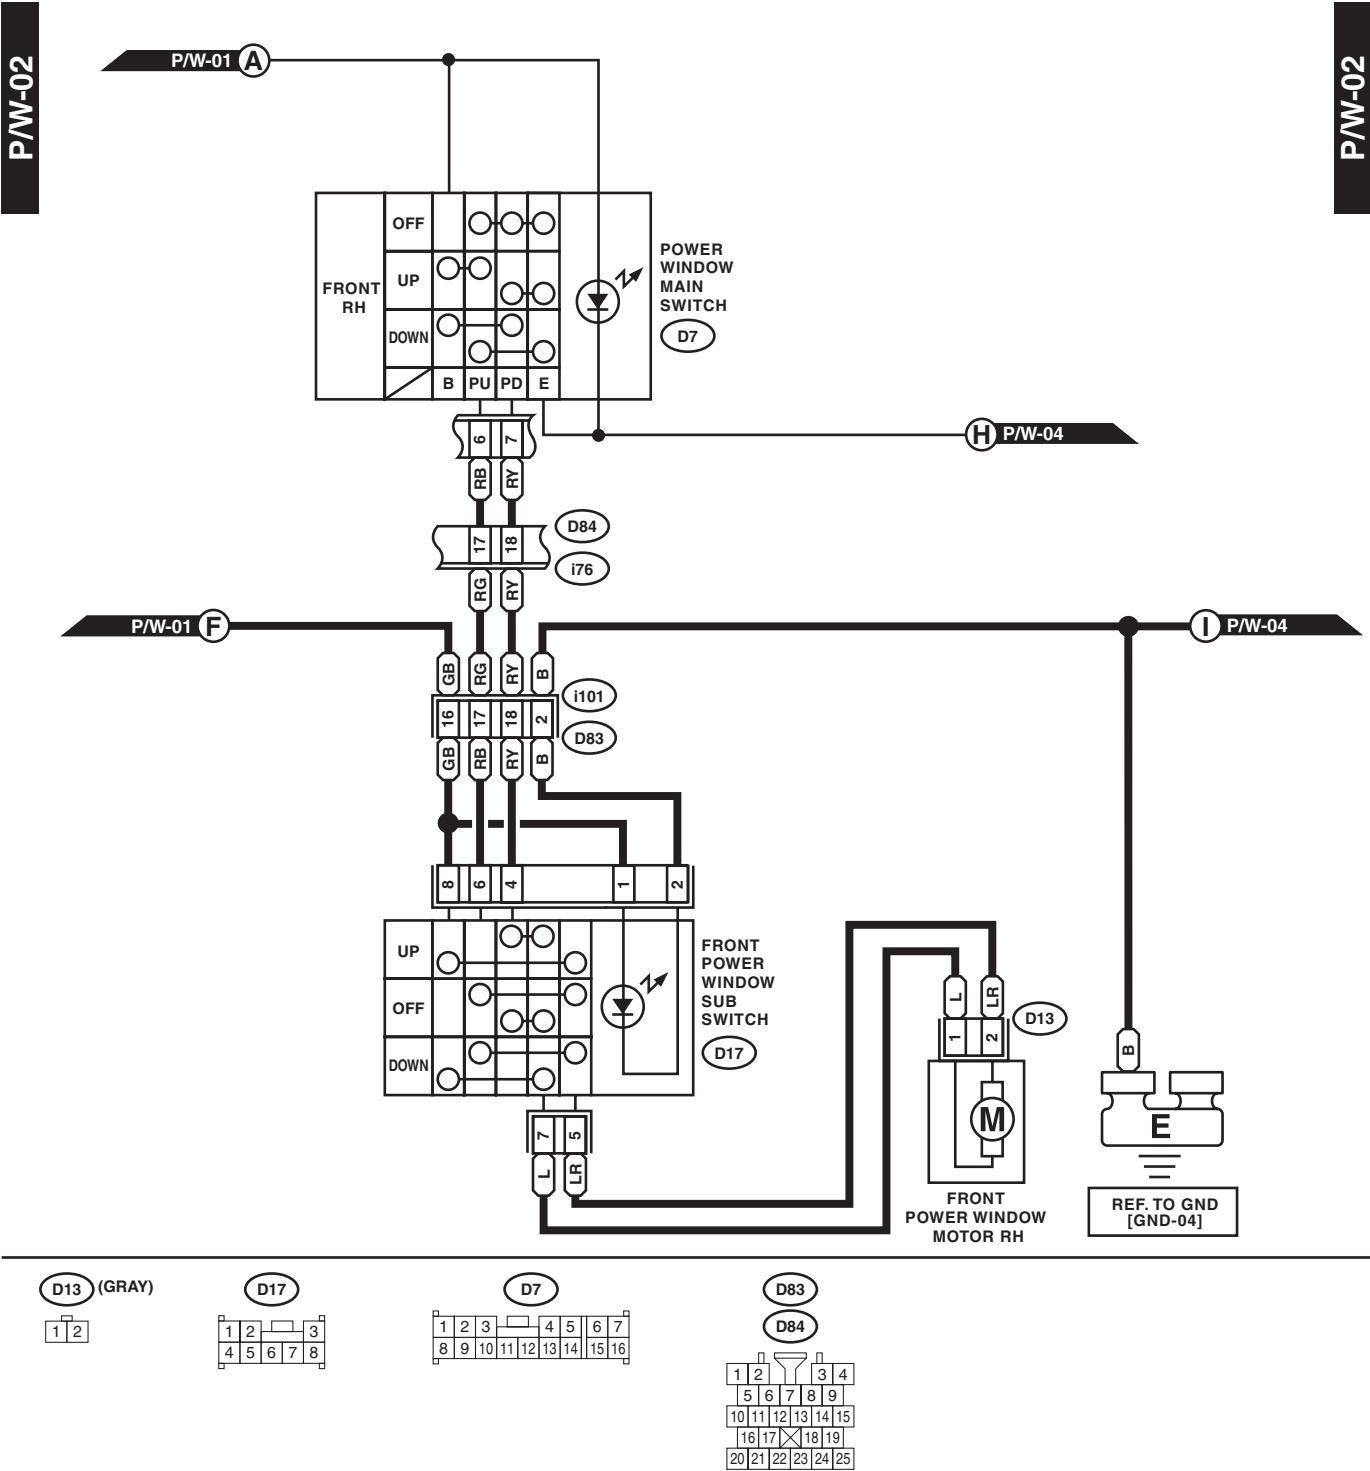 P/W-02
P/W-02
P/W-01 A
FRONT
RH
OFF
UP
DOWN
B PU PD E
POWER
WINDOW
MAIN
SWITCH
D7
6 7
RB RY
H P/W-04
17 18
D84
i76
RG RY
P/W-01 F
I P/W-04
GB RG RY B
i101
16 17 18 2
D83
GB RB RY B
8 6 4 1 2
UP
OFF
DOWN
FRONT
POWER
WINDOW
SUB
SWITCH
D17
7 5
L LR
L LR
1 2
D13
M
FRONT
POWER WINDOW
MOTOR RH
B
E
REF. TO GND
[GND-04]
D13 (GRAY)
1 2
D17
1 2 3
4 5 6 7 8
D7
1 2 3 4 5 6 7
8 9 10 11 12 13 14 15 16
D83
D84
1 2 3 4
5 6 7 8 9
10 11 12 13 14 15
16 17 18 19
20 21 22 23 24 25